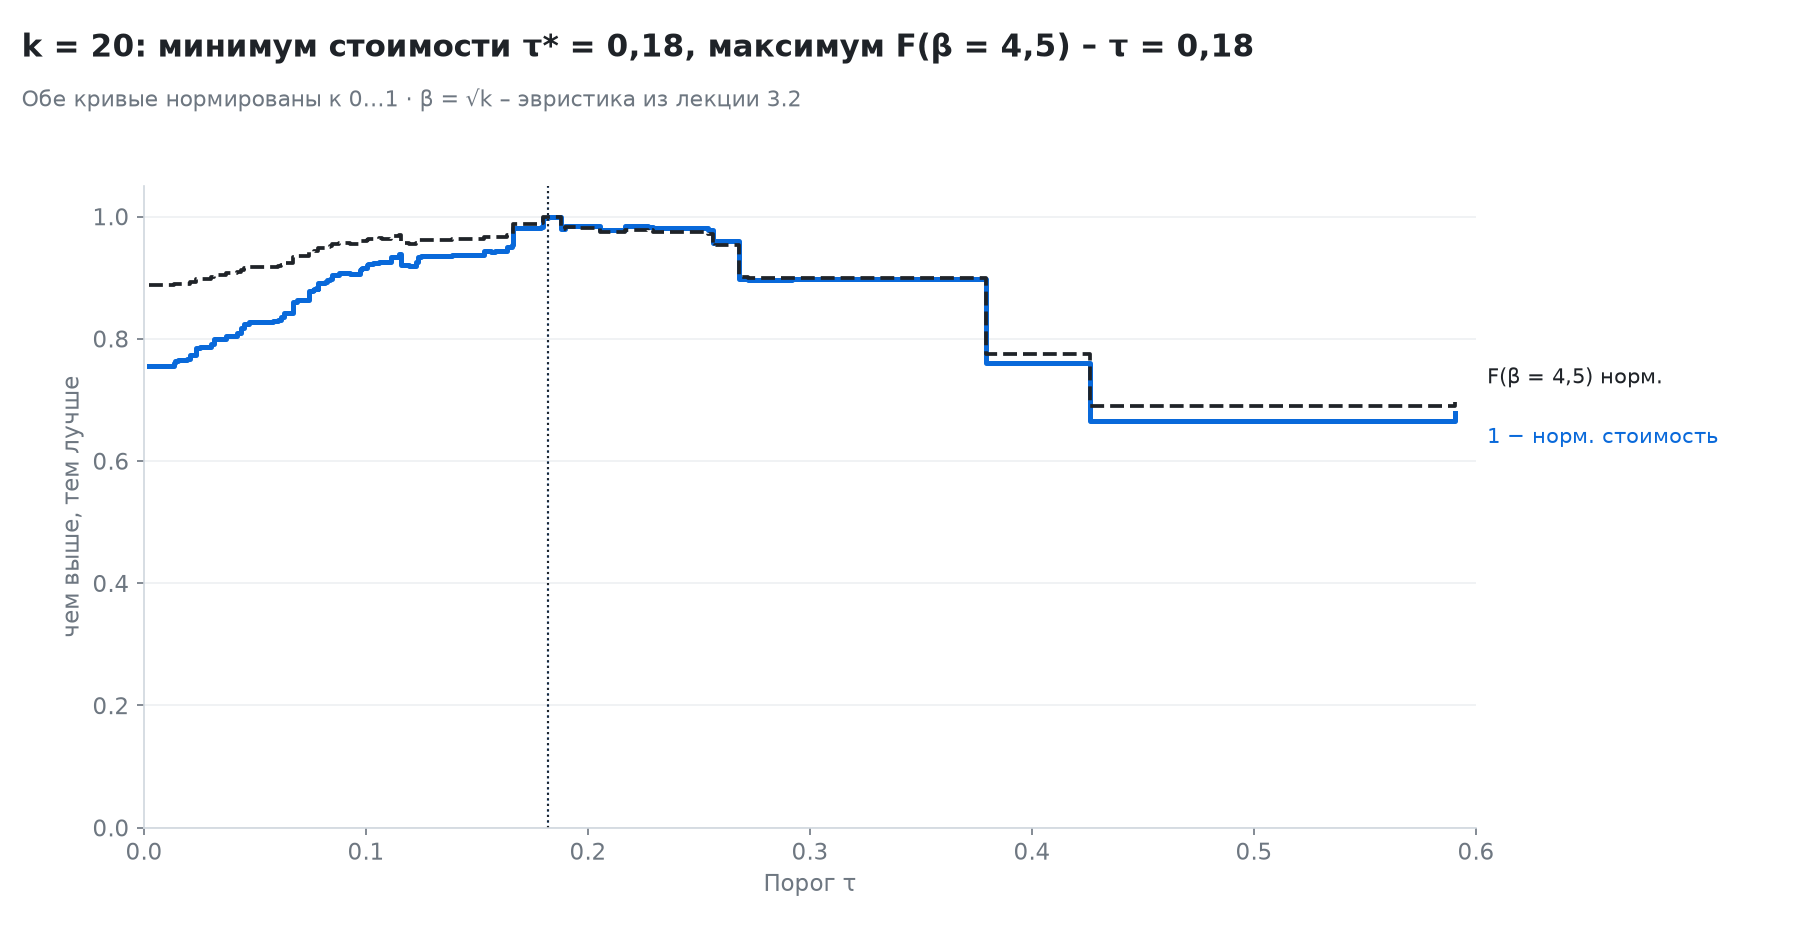 k = 20: минимум стоимости τ* = 0,18, максимум F(β = 4,5) – τ = 0,18
Обе кривые нормированы к 0…1 · β = √k – эвристика из лекции 3.2
чем выше, тем лучше
1.0
0.8
0.6
0.4
0.2
0.0
F(β = 4,5) норм.
1 − норм. стоимость
0.0 0.1 0.2 0.3 0.4 0.5 0.6
Порог τ